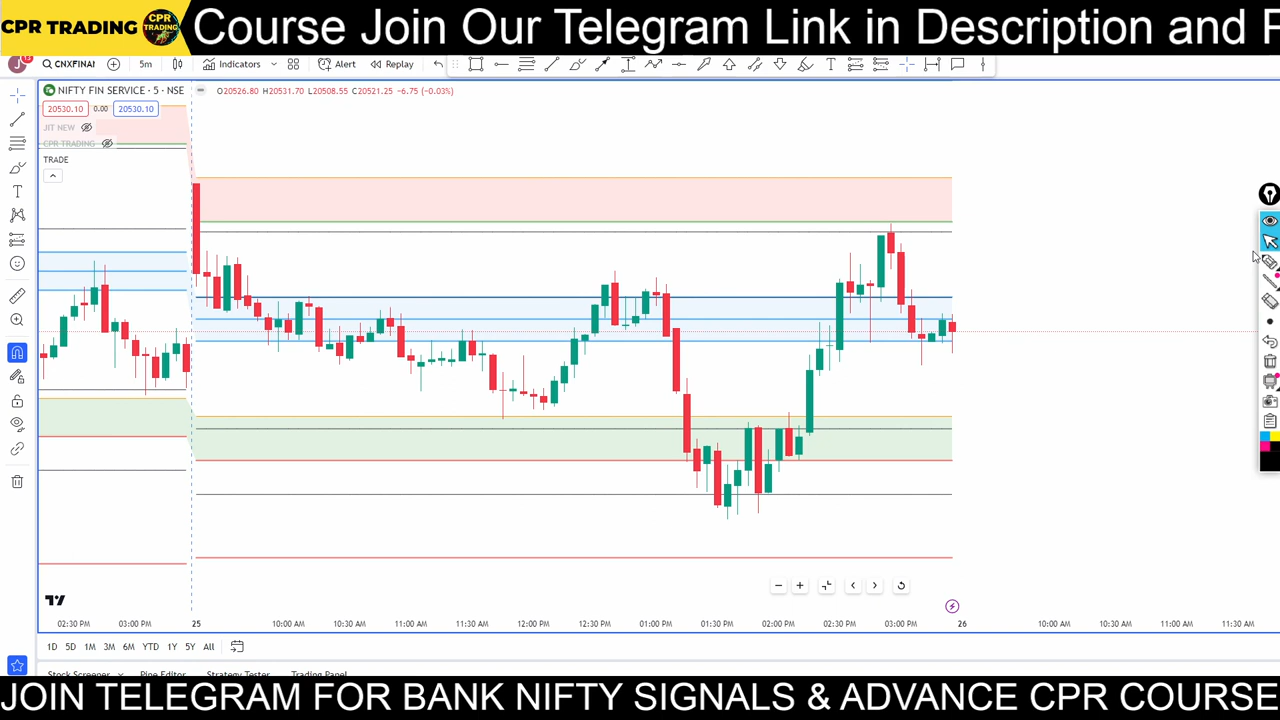 CPR TRADING
CPR
TRADING
Course Join Our Telegram Link in Description and
CNXFINAI
5m
Indicators
Alert
Replay
NIFTY FIN SERVICE · 5 · NSE
O20526.80 H20531.70 L20508.55 C20521.25 -6.75 (-0.03%)
20530.10 0.00 20530.10
JIT NEW
CPR TRADING
TRADE
02:30 PM 03:00 PM 25 10:00 AM 10:30 AM 11:00 AM 11:30 AM 12:00 PM 12:30 PM 01:00 PM 01:30 PM 02:00 PM 02:30 PM 03:00 PM 26 10:00 AM 10:30 AM 11:00 AM 11:30 AM
1D 5D 1M 3M 6M YTD 1Y 5Y All
Stock Screener Pine Editor Strategy Tester Trading Panel
JOIN TELEGRAM FOR BANK NIFTY SIGNALS & ADVANCE CPR COURSE